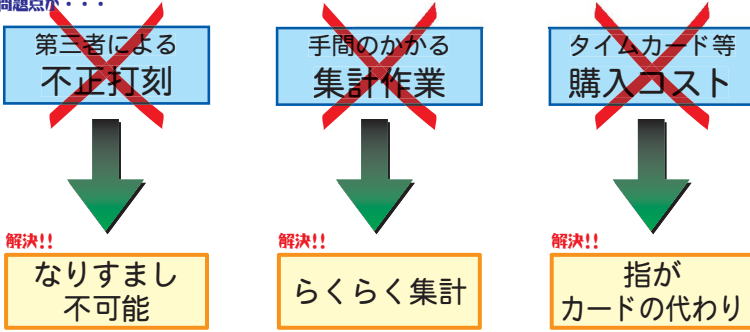 問題点が・・・
第三者による
不正打刻
手間のかかる
集計作業
タイムカード等
購入コスト
解決!!
なりすまし
不可能
解決!!
らくらく集計
解決!!
指が
カードの代わり